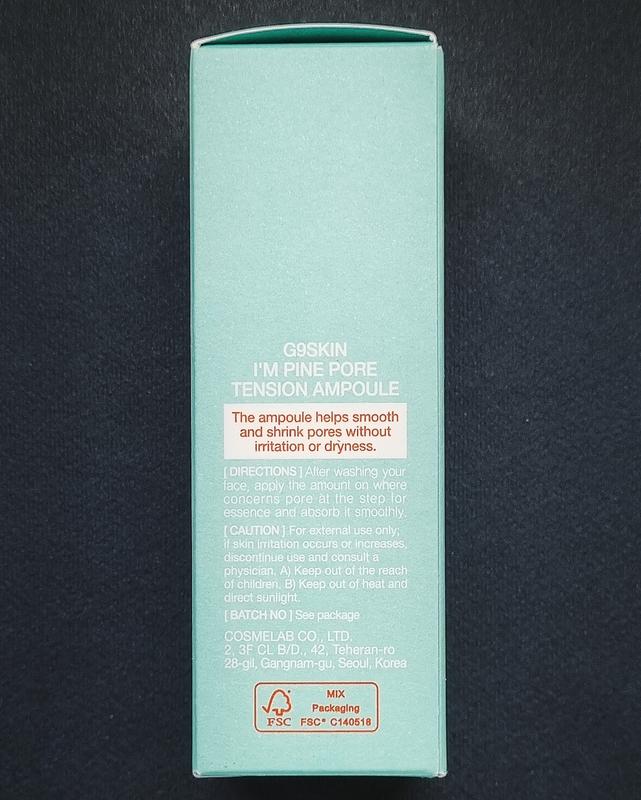 G9SKIN
I'M PINE PORE
TENSION AMPOULE
The ampoule helps smooth
and shrink pores without
irritation or dryness.
[ DIRECTIONS ] After washing your
face, apply the amount on where
concerns pore at the step for
essence and absorb it smoothly.
[ CAUTION ] For external use only;
if skin irritation occurs or increases,
discontinue use and consult a
physician. A) Keep out of the reach
of children. B) Keep out of heat and
direct sunlight.
[ BATCH NO ] See package
COSMELAB CO., LTD.
2, 3F CL B/D., 42, Teheran-ro
28-gil, Gangnam-gu, Seoul, Korea
MIX
Packaging
FSC FSC® C140518